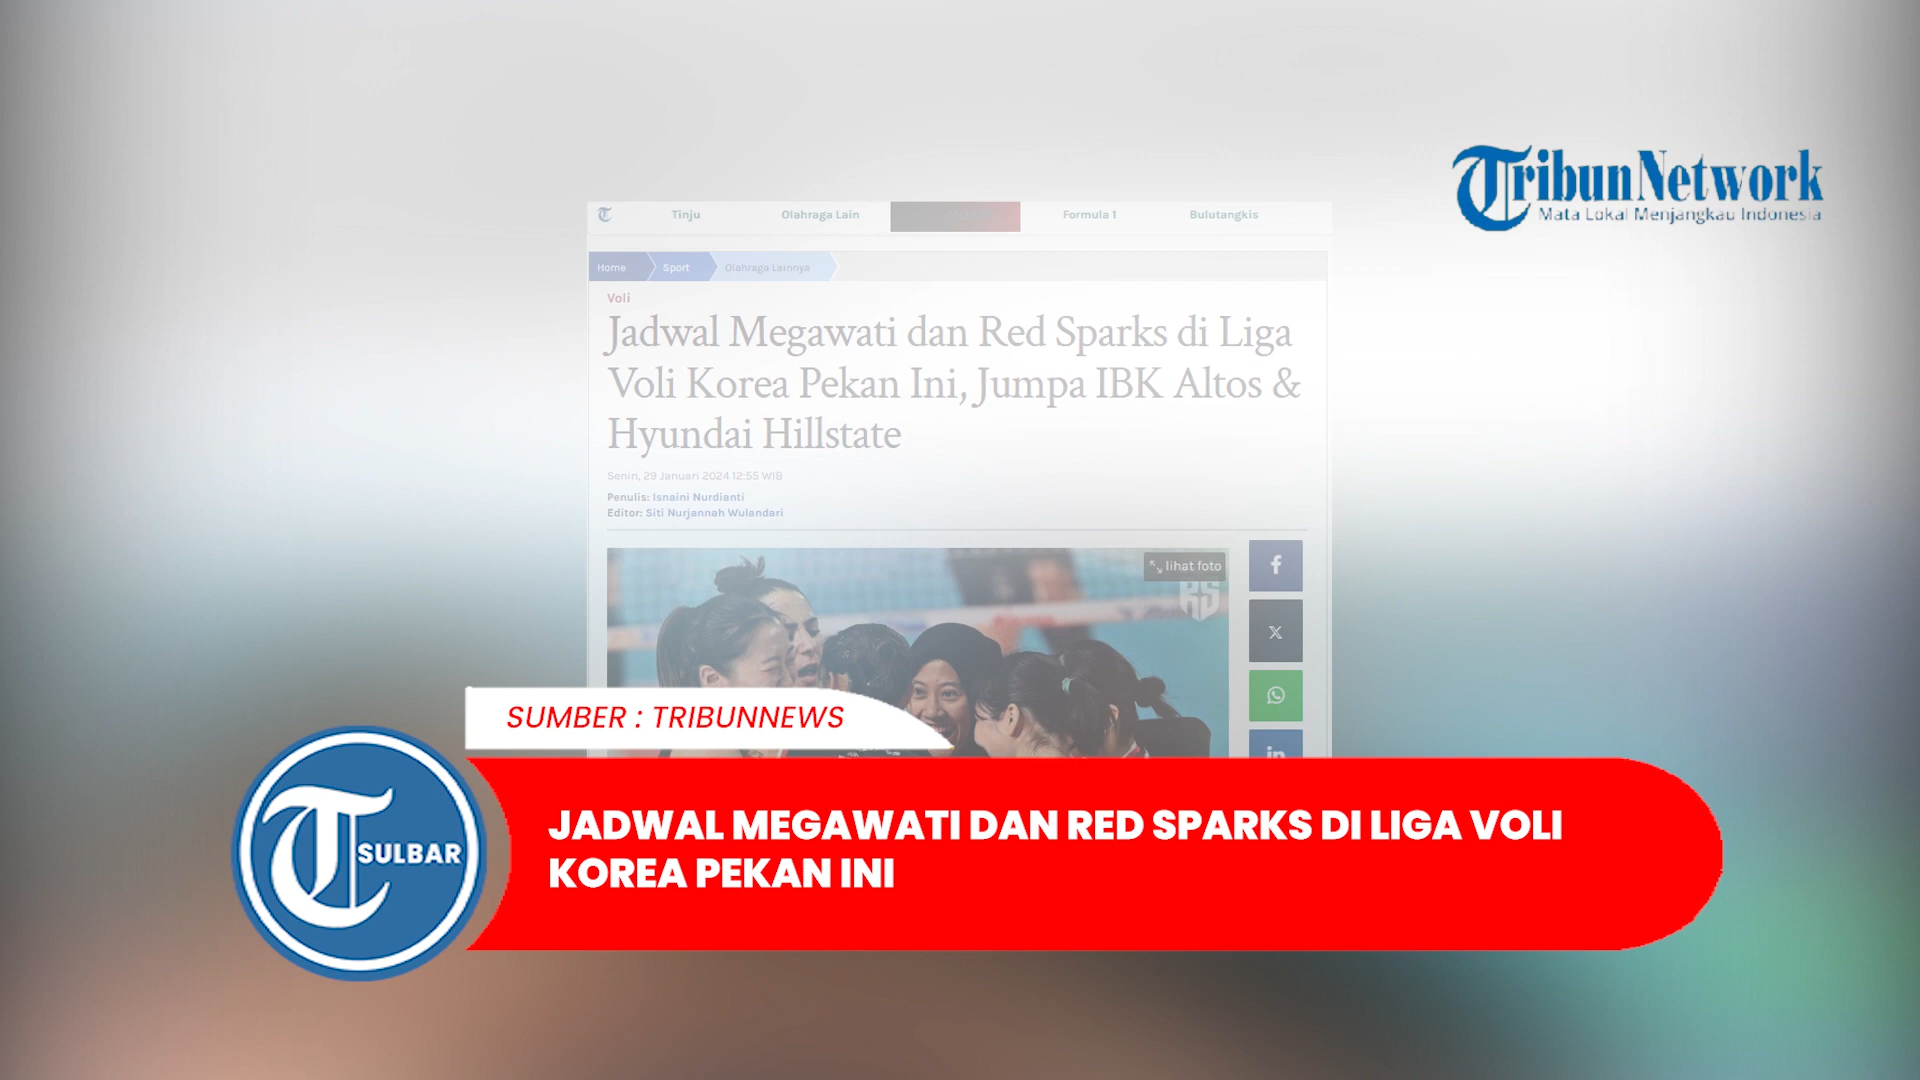 TribunNetwork
Mata Lokal Menjangkau Indonesia
Tinju Olahraga Lain Formula 1 Bulutangkis
Home Sport Olahraga Lainnya
Voli
Jadwal Megawati dan Red Sparks di Liga
Voli Korea Pekan Ini, Jumpa IBK Altos &
Hyundai Hillstate
Senin, 29 Januari 2024 12:55 WIB
Penulis: Isnaini Nurdianti
Editor: Siti Nurjannah Wulandari
lihat foto
RS
f
X
in
SUMBER : TRIBUNNEWS
T SULBAR
JADWAL MEGAWATI DAN RED SPARKS DI LIGA VOLI
KOREA PEKAN INI